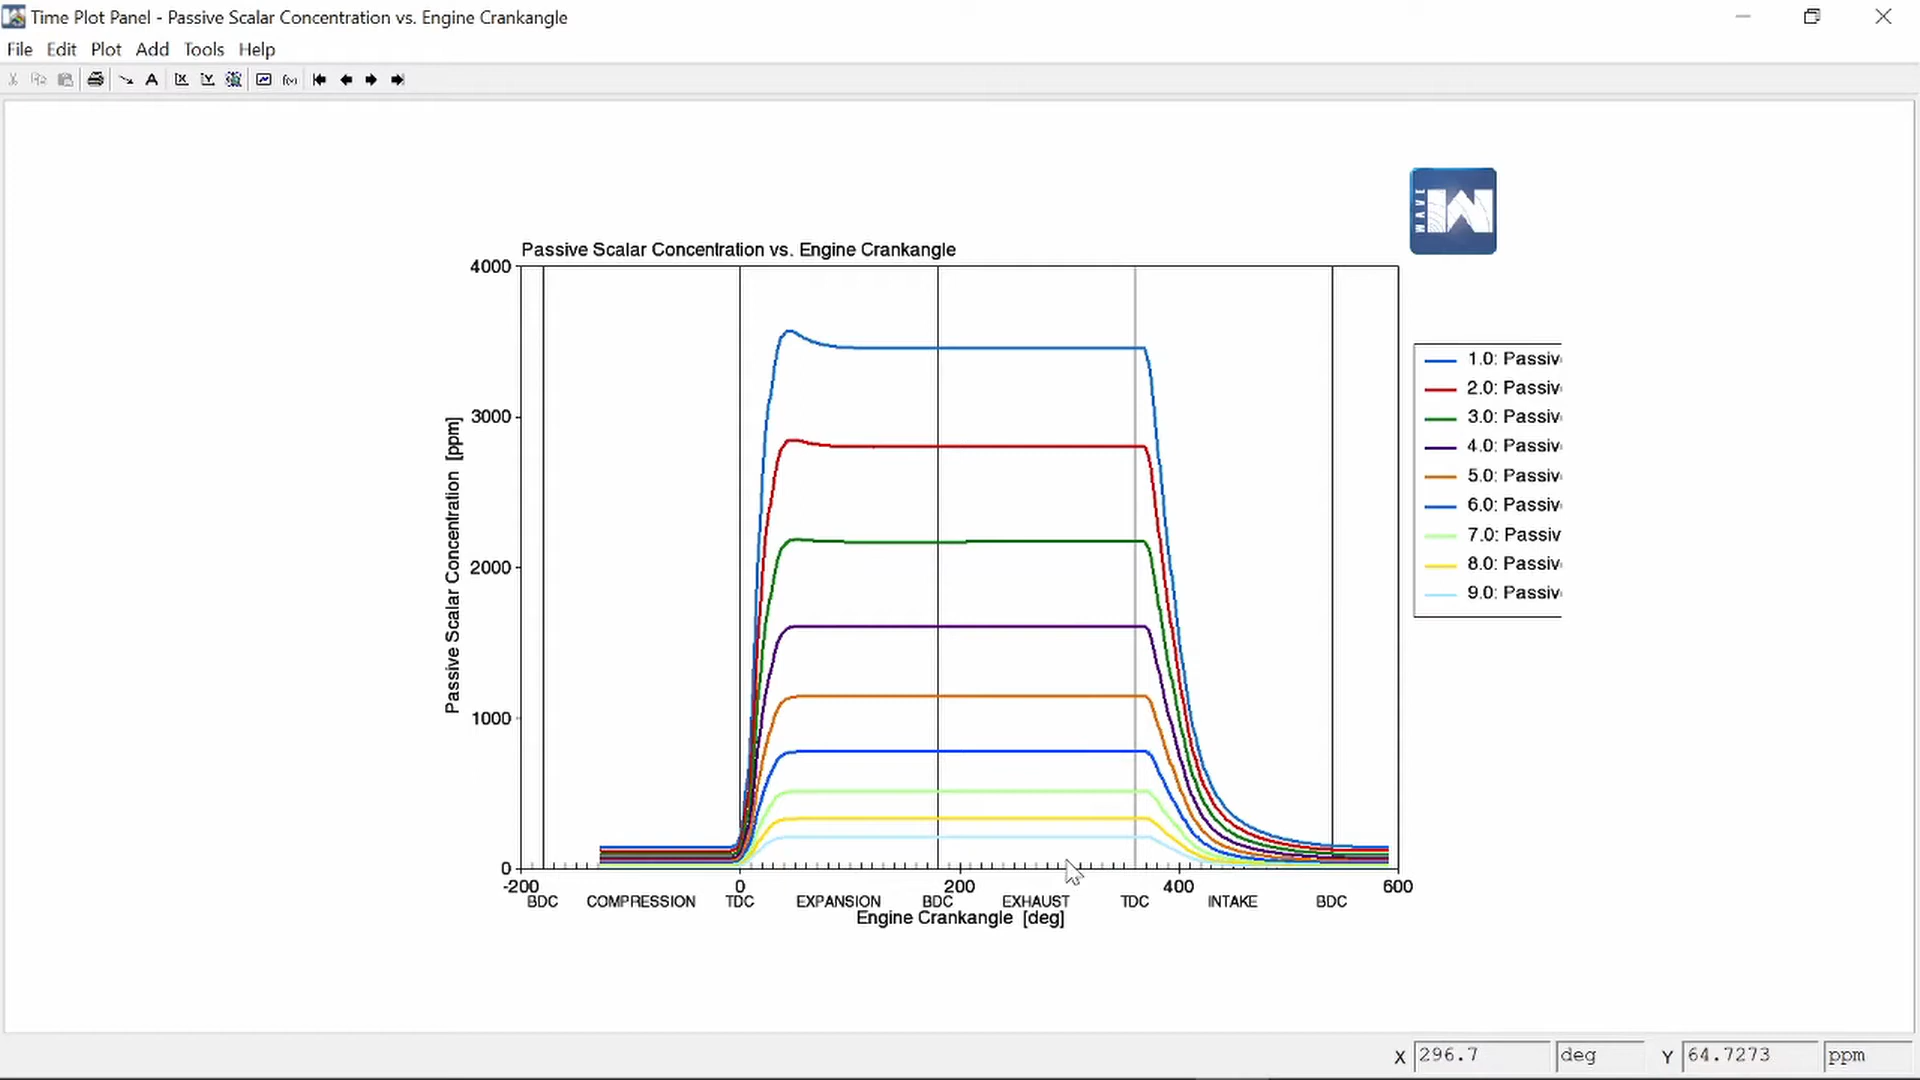 Time Plot Panel - Passive Scalar Concentration vs. Engine Crankangle
File Edit Plot Add Tools Help
WAVE
Passive Scalar Concentration vs. Engine Crankangle
4000
3000
2000
1000
0
Passive Scalar Concentration [ppm]
-200 0 200 400 600
BDC COMPRESSION TDC EXPANSION BDC EXHAUST TDC INTAKE BDC
Engine Crankangle [deg]
1.0: Passiv
2.0: Passiv
3.0: Passiv
4.0: Passiv
5.0: Passiv
6.0: Passiv
7.0: Passiv
8.0: Passiv
9.0: Passiv
X 296.7 deg Y 64.7273 ppm